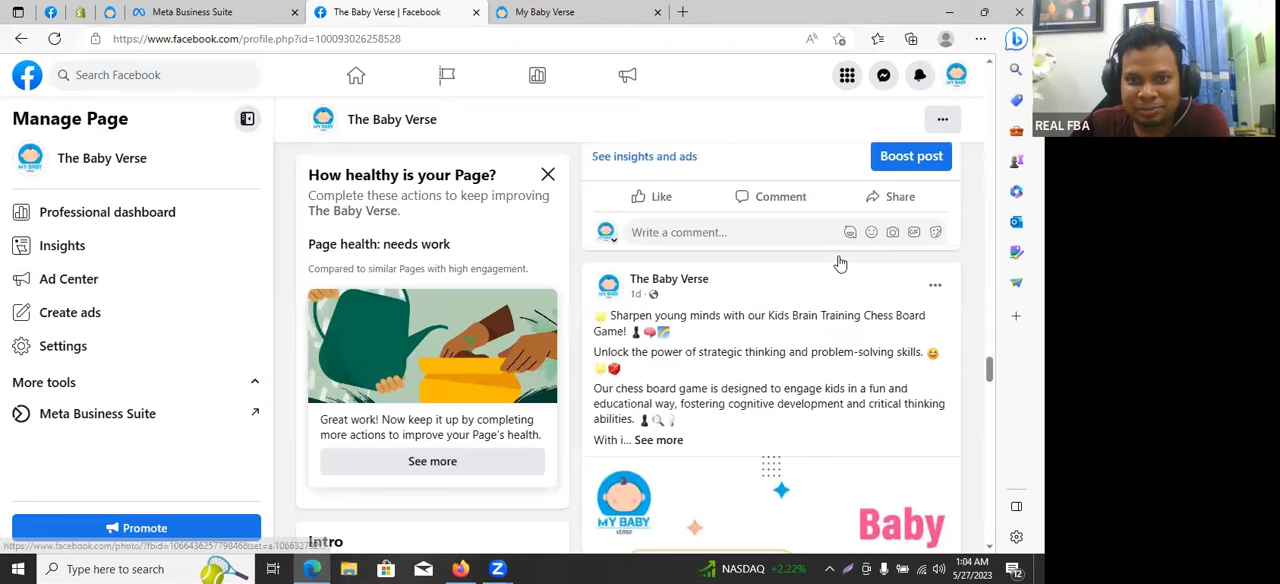 Meta Business Suite
The Baby Verse | Facebook
My Baby Verse
https://www.facebook.com/profile.php?id=100093026258528
Search Facebook
Manage Page
The Baby Verse
Professional dashboard
Insights
Ad Center
Create ads
Settings
More tools
Meta Business Suite
Promote
The Baby Verse
How healthy is your Page?
Complete these actions to keep improving
The Baby Verse.
Page health: needs work
Compared to similar Pages with high engagement.
Great work! Now keep it up by completing
more actions to improve your Page's health.
See more
Intro
See insights and ads
Boost post
Like
Comment
Share
Write a comment...
GIF
The Baby Verse
1d
Sharpen young minds with our Kids Brain Training Chess Board
Game!
Unlock the power of strategic thinking and problem-solving skills.
Our chess board game is designed to engage kids in a fun and
educational way, fostering cognitive development and critical thinking
abilities.
With i... See more
MY BABY
Baby
REAL FBA
Type here to search
NASDAQ +2.22%
1:04 AM
5/27/2023
12